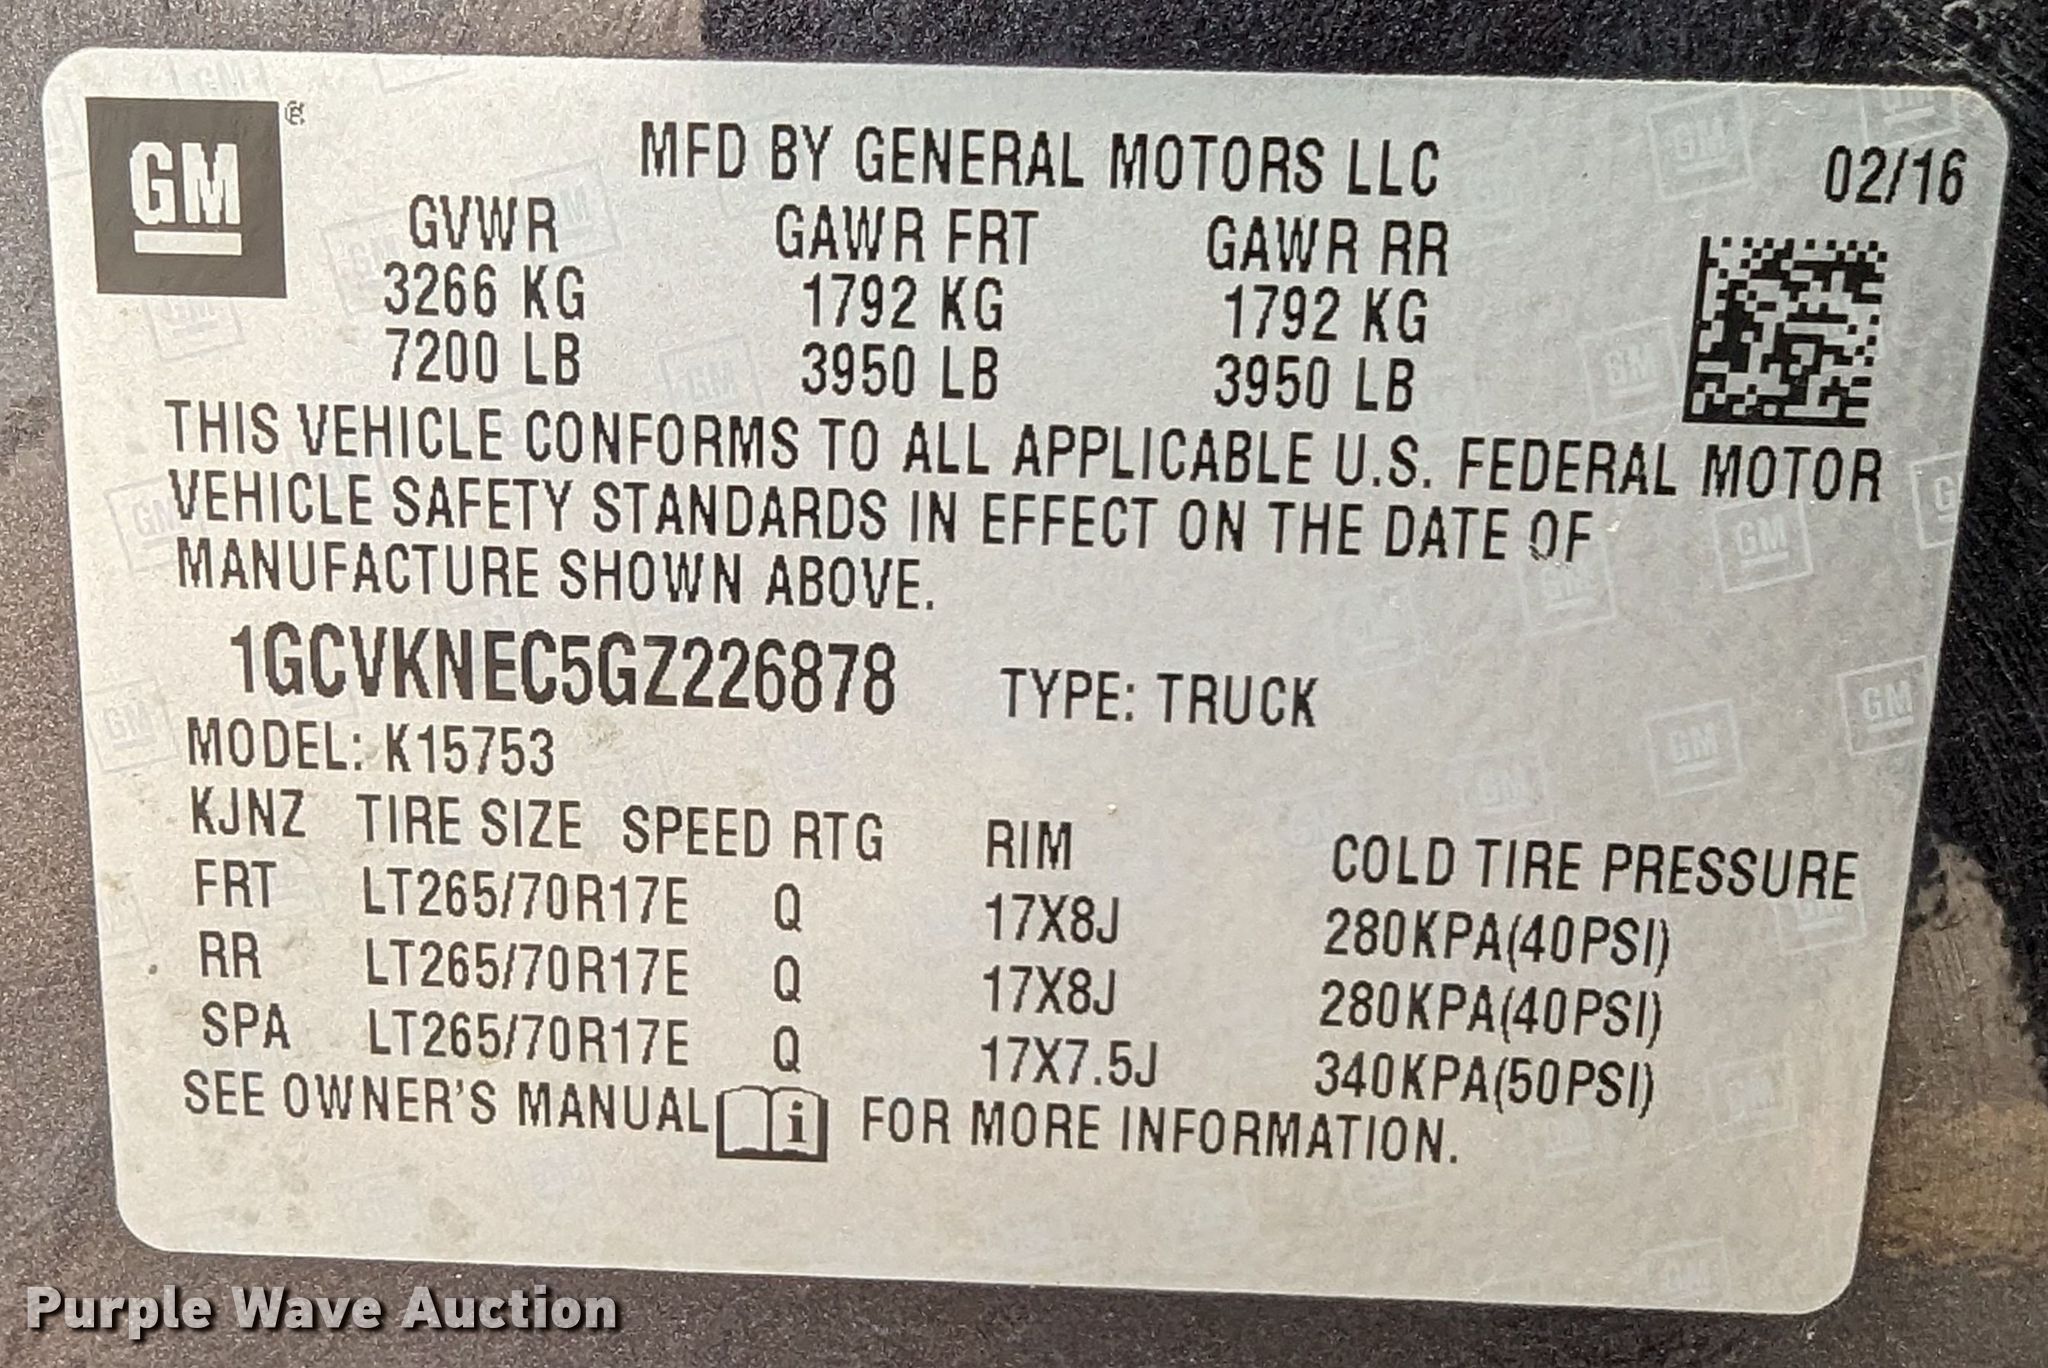 GM
MFD BY GENERAL MOTORS LLC 02/16
GVWR GAWR FRT GAWR RR
3266 KG 1792 KG 1792 KG
7200 LB 3950 LB 3950 LB
THIS VEHICLE CONFORMS TO ALL APPLICABLE U.S. FEDERAL MOTOR
VEHICLE SAFETY STANDARDS IN EFFECT ON THE DATE OF
MANUFACTURE SHOWN ABOVE.
1GCVKNEC5GZ226878 TYPE: TRUCK
MODEL: K15753
KJNZ TIRE SIZE SPEED RTG RIM COLD TIRE PRESSURE
FRT LT265/70R17E Q 17X8J 280KPA(40PSI)
RR LT265/70R17E Q 17X8J 280KPA(40PSI)
SPA LT265/70R17E Q 17X7.5J 340KPA(50PSI)
SEE OWNER'S MANUAL i FOR MORE INFORMATION.
Purple Wave Auction